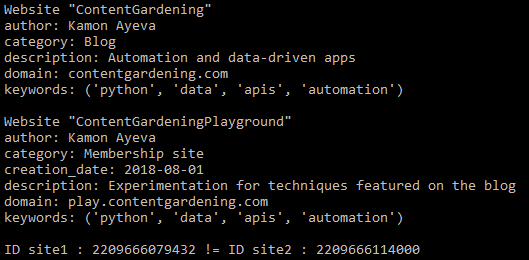 Website "ContentGardening"
author: Kamon Ayeva
category: Blog
description: Automation and data-driven apps
domain: contentgardening.com
keywords: ('python', 'data', 'apis', 'automation')
Website "ContentGardeningPlayground"
author: Kamon Ayeva
category: Membership site
creation_date: 2018-08-01
description: Experimentation for techniques featured on the blog
domain: play.contentgardening.com
keywords: ('python', 'data', 'apis', 'automation')
ID site1 : 2209666079432 != ID site2 : 2209666114000